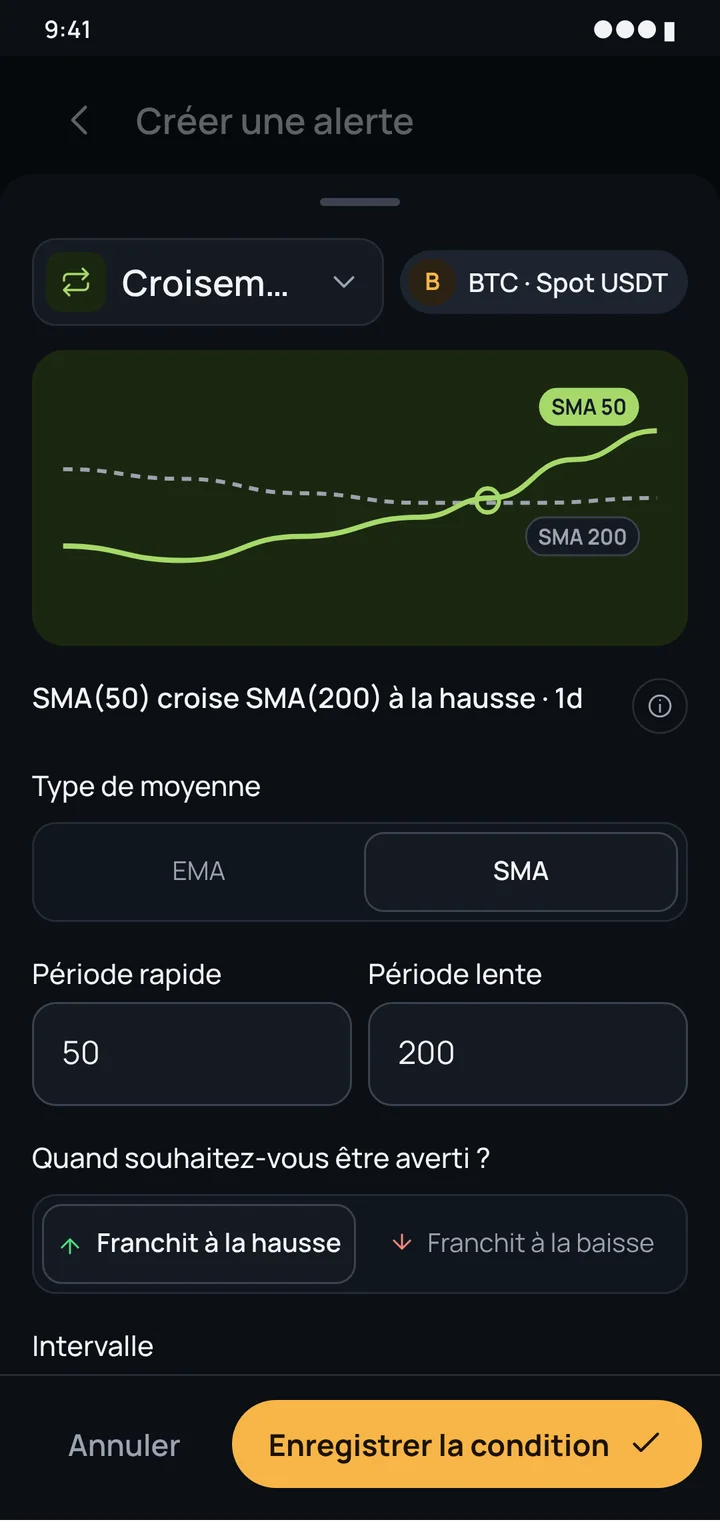 9:41
Créer une alerte
Croisem...
B BTC · Spot USDT
SMA 50
SMA 200
SMA(50) croise SMA(200) à la hausse · 1d
Type de moyenne
EMA SMA
Période rapide Période lente
50 200
Quand souhaitez-vous être averti ?
Franchit à la hausse Franchit à la baisse
Intervalle
Annuler Enregistrer la condition